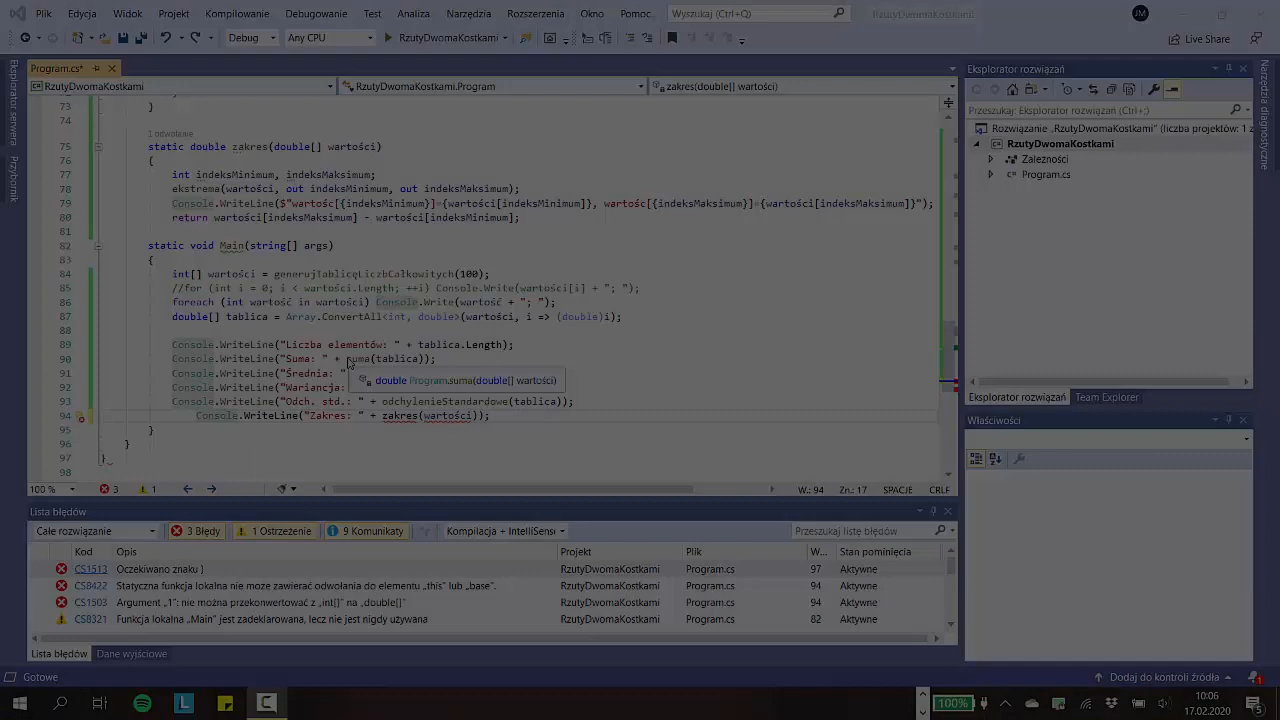 Plik Edycja Widok Projekt Kompilowanie Debugowanie Test Analiza Narzędzia Rozszerzenia Okno Pomoc Wyszukaj (Ctrl+Q) RzutyDwomaKostkami JM
Debug Any CPU RzutyDwomaKostkami Live Share
Eksplorator serwera
Przybornik
Program.cs*
RzutyDwomaKostkami RzutyDwomaKostkami.Program zakres(double[] wartości)
73 }
74
1 odwołanie
75 static double zakres(double[] wartości)
76 {
77 int indeksMinimum, indeksMaksimum;
78 ekstrema(wartości, out indeksMinimum, out indeksMaksimum);
79 Console.WriteLine($"wartośc[{indeksMinimum}]={wartości[indeksMinimum]}, wartośc[{indeksMaksimum}]={wartości[indeksMaksimum]}");
80 return wartości[indeksMaksimum] - wartości[indeksMinimum];
81
82 static void Main(string[] args)
83 {
84 int[] wartości = generujTablicęLiczbCałkowitych(100);
85 //for (int i = 0; i < wartości.Length; ++i) Console.Write(wartości[i] + "; ");
86 foreach (int wartość in wartości) Console.Write(wartość + "; ");
87 double[] tablica = Array.ConvertAll<int, double>(wartości, i => (double)i);
89 Console.WriteLine("Liczba elementów: " + tablica.Length);
90 Console.WriteLine("Suma: " + suma(tablica));
91 Console.WriteLine("Średnia: "
double Program.suma(double[] wartości)
92 Console.WriteLine("Wariancja:
93 Console.WriteLine("Odch. std.: " + odchylenieStandardowe(tablica));
94 Console.WriteLine("Zakres: " + zakres(wartości));
95 }
96 }
97 }
98
100 % 3 1 W.: 94 Zn.: 17 SPACJE CRLF
Lista błędów
Całe rozwiązanie 3 Błędy 1 Ostrzeżenie 9 Komunikaty Kompilacja + IntelliSense Przeszukaj listę błędów
Kod Opis Projekt Plik W... Stan pominięcia
CS1513 Oczekiwano znaku } RzutyDwomaKostkami Program.cs 97 Aktywne
CS8422 Statyczna funkcja lokalna nie może zawierać odwołania do elementu „this" lub „base". RzutyDwomaKostkami Program.cs 94 Aktywne
CS1503 Argument „1": nie można przekonwertować z „int[]" na „double[]" RzutyDwomaKostkami Program.cs 94 Aktywne
CS8321 Funkcja lokalna „Main" jest zadeklarowana, lecz nie jest nigdy używana RzutyDwomaKostkami Program.cs 82 Aktywne
Lista błędów Dane wyjściowe
Eksplorator rozwiązań
Przeszukaj: Eksplorator rozwiązań (Ctrl+;)
Rozwiązanie „RzutyDwomaKostkami" (liczba projektów: 1 z
RzutyDwomaKostkami
Zależności
Program.cs
Eksplorator rozwiązań Team Explorer
Właściwości
Narzędzia diagnostyczne
Gotowe Dodaj do kontroli źródła 1
L 100% 10:06
17.02.2020 5